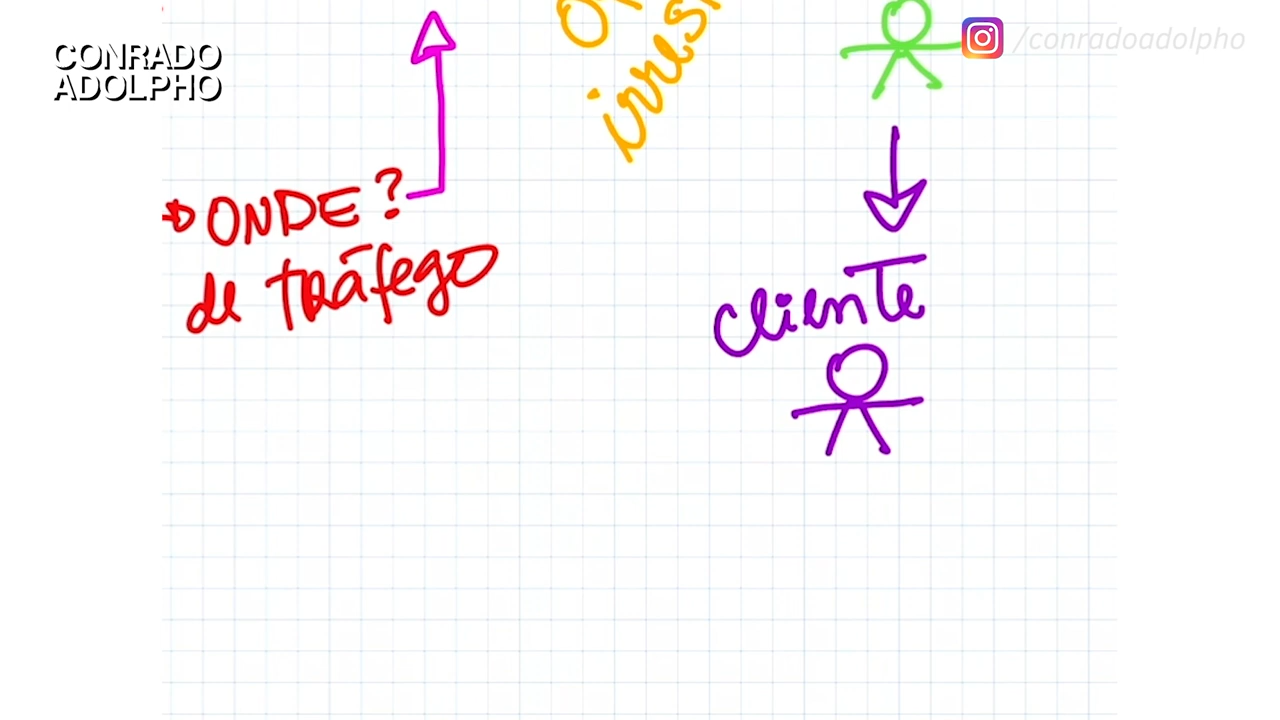 CONRADO
ADOLPHO
/conradoadolpho
ONDE?
de tráfego
cliente